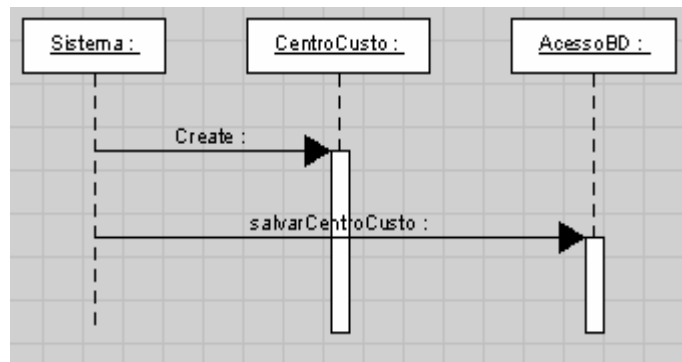 Sistema :
CentroCusto :
AcessoBD :
Create :
salvarCentroCusto :